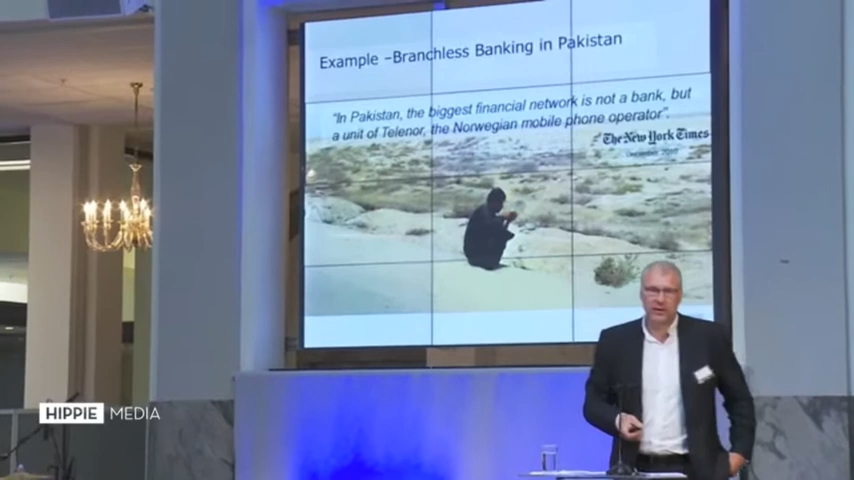 Example –Branchless Banking in Pakistan
"In Pakistan, the biggest financial network is not a bank, but
a unit of Telenor, the Norwegian mobile phone operator".
The New York Times
HIPPIE MEDIA